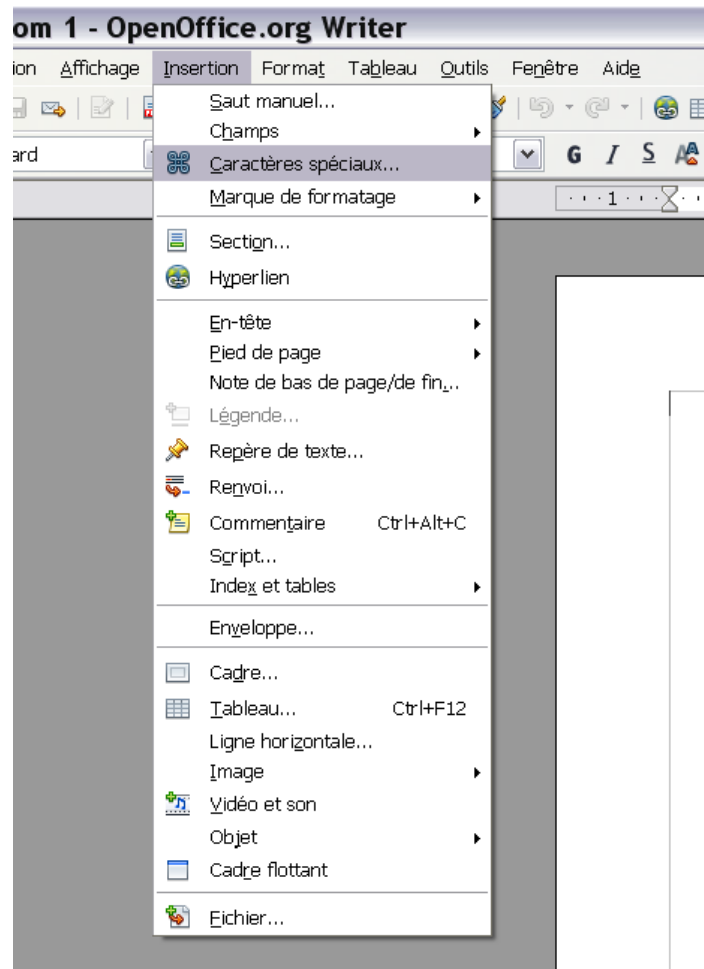 om 1 - OpenOffice.org Writer
ion Affichage Insertion Format Tableau Outils Fenêtre Aide
Saut manuel...
Champs
ard
Caractères spéciaux...
G I S A
Marque de formatage
1
Section...
Hyperlien
En-tête
Pied de page
Note de bas de page/de fin...
Légende...
Repère de texte...
Renvoi...
Commentaire Ctrl+Alt+C
Script...
Index et tables
Enveloppe...
Cadre...
Tableau... Ctrl+F12
Ligne horizontale...
Image
Vidéo et son
Objet
Cadre flottant
Fichier...